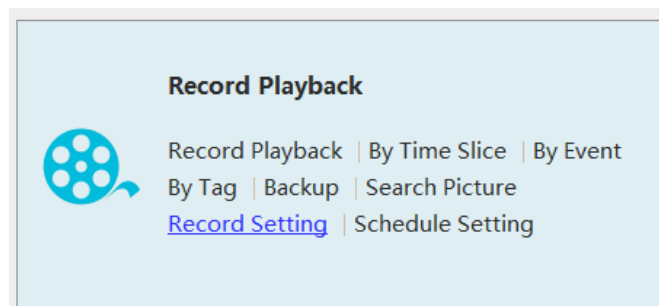 Record Playback
Record Playback | By Time Slice | By Event
By Tag | Backup | Search Picture
Record Setting | Schedule Setting